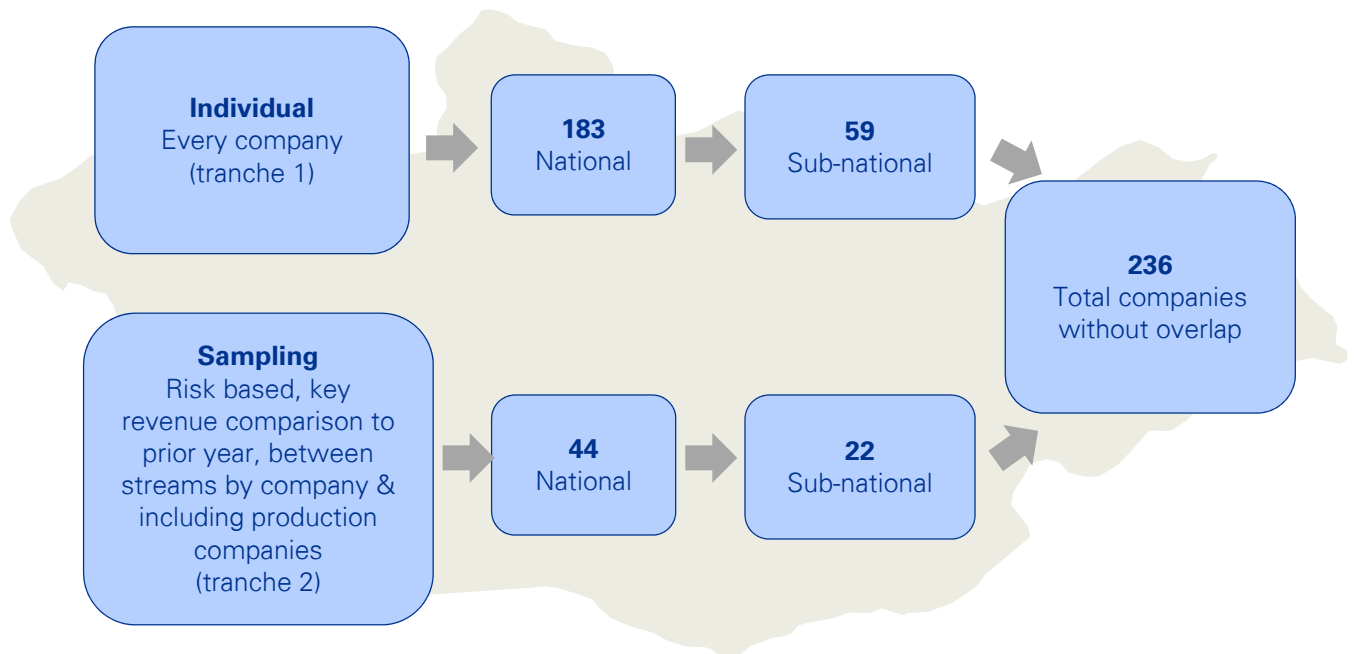 Individual
Every company
(tranche 1)
183
National
59
Sub-national
236
Total companies
without overlap
Sampling
Risk based, key
revenue comparison to
prior year, between
streams by company &
including production
companies
(tranche 2)
44
National
22
Sub-national